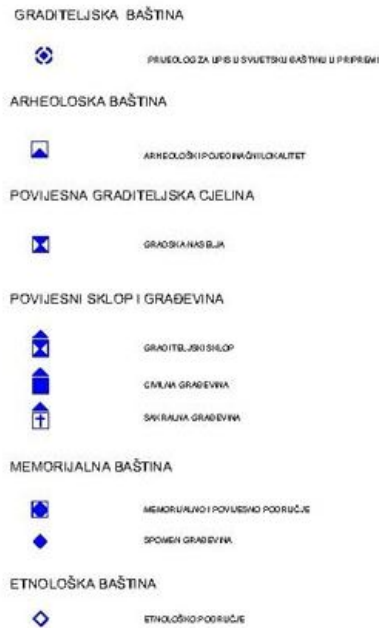 GRADITELJSKA BAŠTINA
PRIJEDLOG ZA UPIS U SVJETSKU BAŠTINU U PRIPREMI
ARHEOLOSKA BAŠTINA
ARHEOLOŠKI POJEDINAČNI LOKALITET
POVIJESNA GRADITELJSKA CJELINA
GRADSKA NASELJA
POVIJESNI SKLOP I GRAĐEVINA
GRADITELJSKI SKLOP
CIVILNA GRAĐEVINA
SAKRALNA GRAĐEVINA
MEMORIJALNA BAŠTINA
MEMORIJALNO I POVIJESNO PODRUČJE
SPOMEN GRAĐEVINA
ETNOLOŠKA BAŠTINA
ETNOLOŠKO PODRUČJE